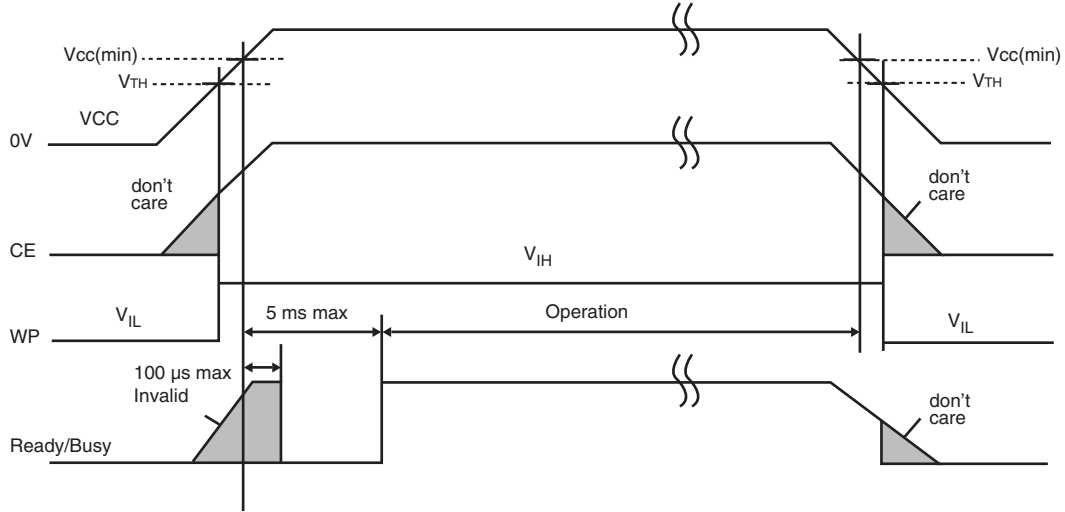 Vcc(min)
VTH
VCC
0V
Vcc(min)
VTH
don't
care
don't
care
CE
VIH
VIL
WP
5 ms max
Operation
VIL
100 µs max
Invalid
don't
care
Ready/Busy